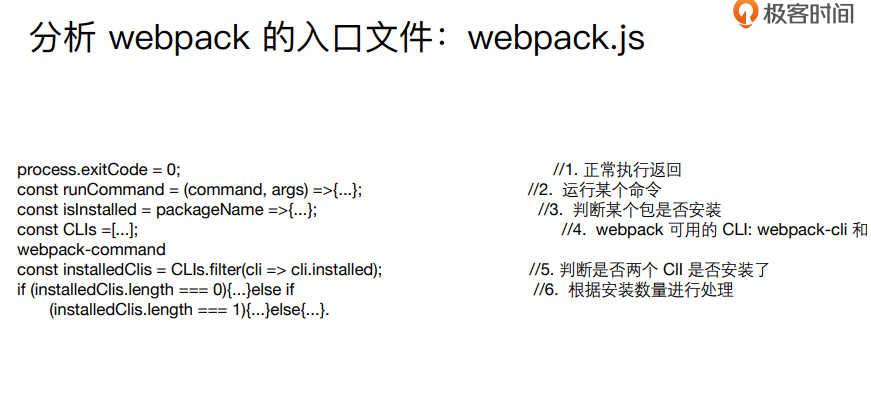 极客时间
分析 webpack 的入口文件：webpack.js
process.exitCode = 0; //1. 正常执行返回
const runCommand = (command, args) =>{...}; //2. 运行某个命令
const isInstalled = packageName =>{...}; //3. 判断某个包是否安装
const CLIs =[...]; //4. webpack 可用的 CLI: webpack-cli 和
webpack-command
const installedClis = CLIs.filter(cli => cli.installed); //5. 判断是否两个 ClI 是否安装了
if (installedClis.length === 0){...}else if //6. 根据安装数量进行处理
(installedClis.length === 1){...}else{...}.